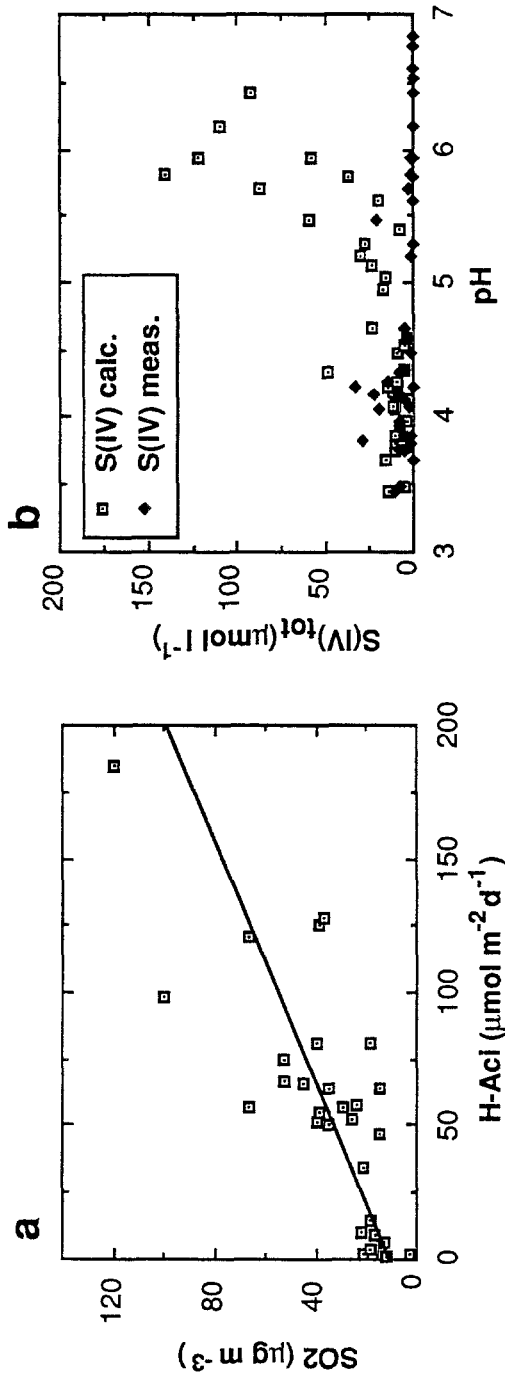 a
SO2 (μg m⁻³)
120
80
40
0
0
50
100
150
200
H-Aci (μmol m⁻² d⁻¹)
b
S(IV)tot (μmol l⁻¹)
200
150
100
50
0
S(IV) calc.
S(IV) meas.
3
4
5
6
7
pH